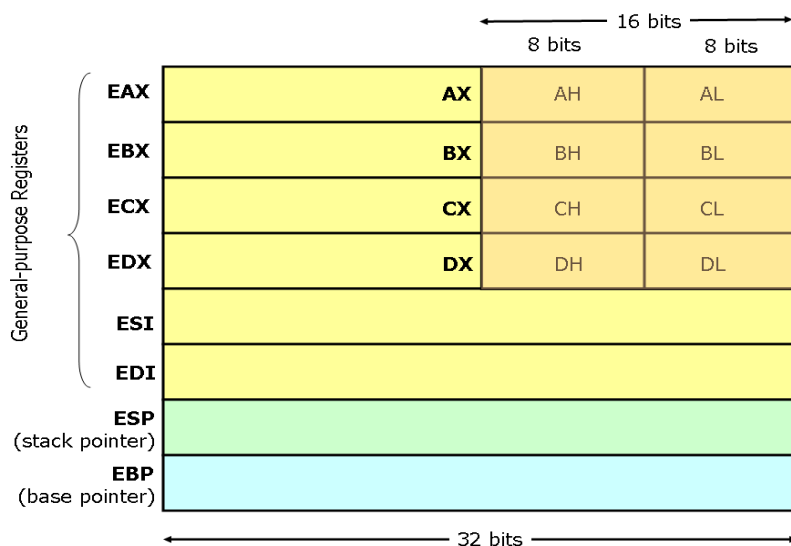 16 bits
8 bits 8 bits
EAX AX AH AL
EBX BX BH BL
ECX CX CH CL
EDX DX DH DL
ESI
EDI
General-purpose Registers
ESP
(stack pointer)
EBP
(base pointer)
32 bits